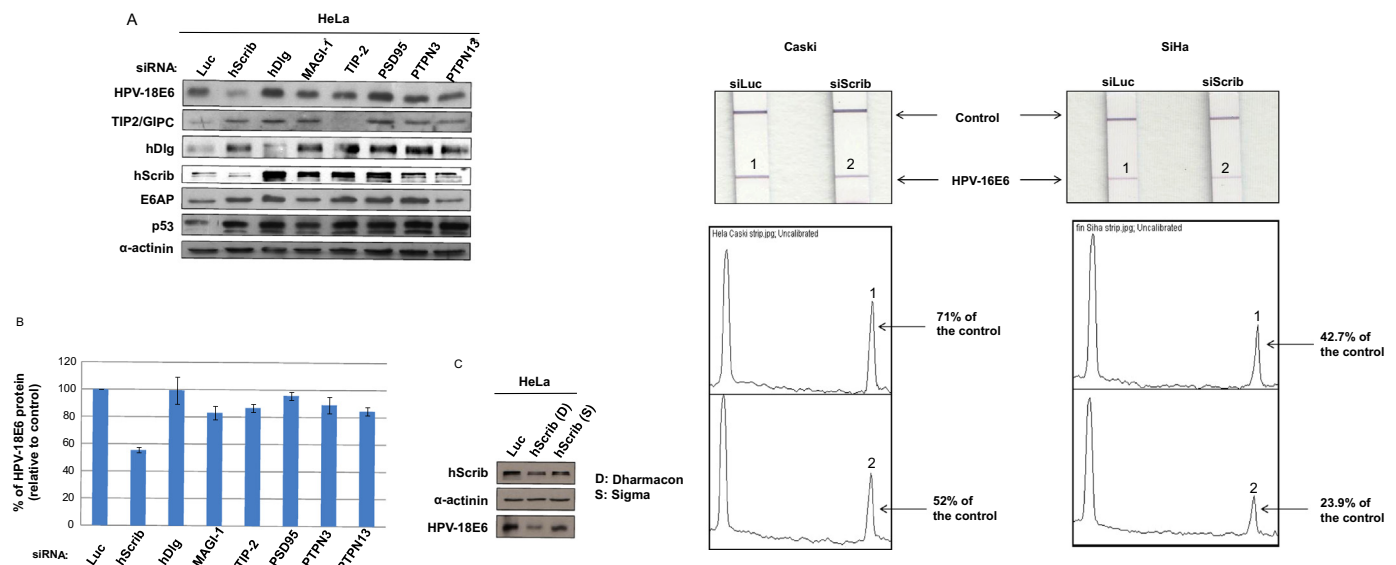 A
HeLa
siRNA:
Luc
hScrib
hDlg
MAGI-1
TIP-2
PSD95
PTPN3
PTPN13
HPV-18E6
TIP2/GIPC
hDlg
hScrib
E6AP
p53
α-actinin
B
% of HPV-18E6 protein
(relative to control)
120
100
80
60
40
20
0
siRNA:
Luc
hScrib
hDlg
MAGI-1
TIP-2
PSD95
PTPN3
PTPN13
C
HeLa
Luc
hScrib (D)
hScrib (S)
hScrib
α-actinin
HPV-18E6
D: Dharmacon
S: Sigma
Caski
siLuc
siScrib
1
2
Control
HPV-16E6
SiHa
siLuc
siScrib
1
2
Hela Caski strip.jpg; Uncalibrated
1
71% of
the control
2
52% of
the control
fin Siha strip.jpg; Uncalibrated
1
42.7% of
the control
2
23.9% of
the control